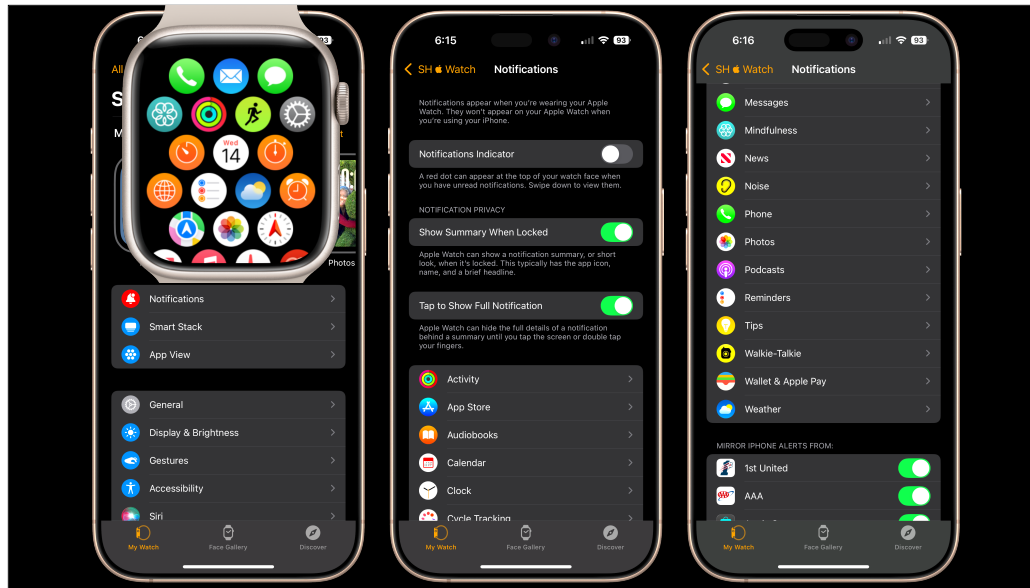 6
93
All
S
M
t
Wed
14
Photos
Notifications
Smart Stack
App View
General
Display & Brightness
Gestures
Accessibility
Siri
My Watch
Face Gallery
Discover
6:15
93
SH Watch
Notifications
Notifications appear when you're wearing your Apple
Watch. They won't appear on your Apple Watch when
you're using your iPhone.
Notifications Indicator
A red dot can appear at the top of your watch face when
you have unread notifications. Swipe down to view them.
NOTIFICATION PRIVACY
Show Summary When Locked
Apple Watch can show a notification summary, or short
look, when it's locked. This typically has the app icon,
name, and a brief headline.
Tap to Show Full Notification
Apple Watch can hide the full details of a notification
behind a summary until you tap the screen or double tap
your fingers.
Activity
App Store
Audiobooks
Calendar
Clock
Cycle Tracking
My Watch
Face Gallery
Discover
6:16
93
SH Watch
Notifications
Messages
Mindfulness
News
Noise
Phone
Photos
Podcasts
Reminders
Tips
Walkie-Talkie
Wallet & Apple Pay
Weather
MIRROR IPHONE ALERTS FROM:
1st United
AAA
My Watch
Face Gallery
Discover